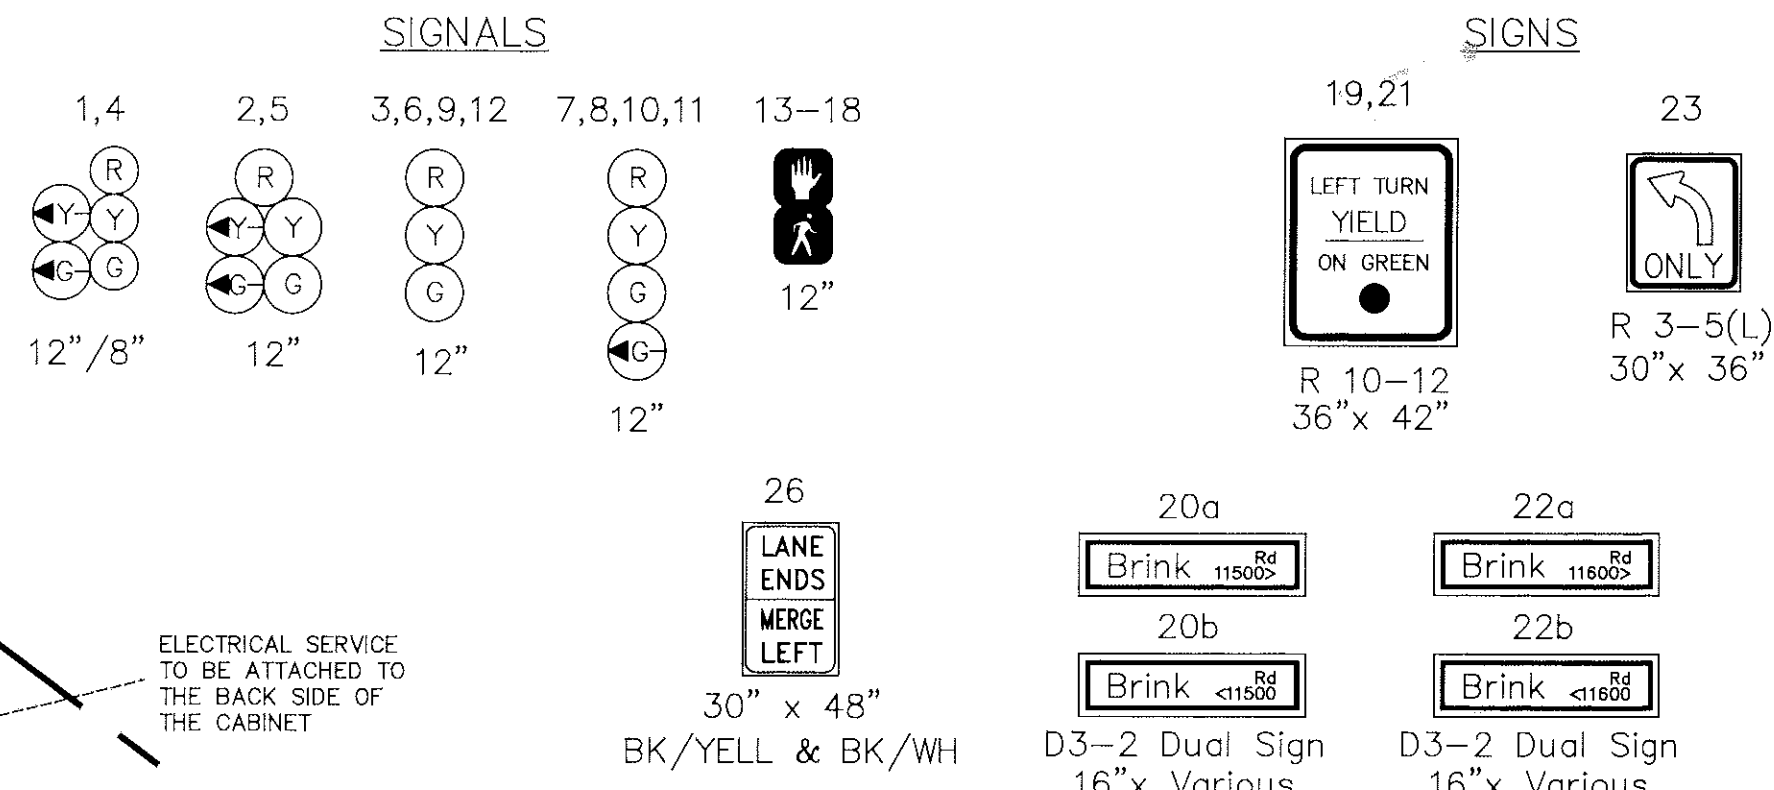 SIGNALS
1,4
2,5
3,6,9,12
7,8,10,11
13-18
R
Y
Y
G
G
12"/8"
R
Y
Y
G
G
12"
R
Y
G
12"
R
Y
G
G
12"
12"
SIGNS
19,21
LEFT TURN
YIELD
ON GREEN
R 10-12
36"x 42"
23
ONLY
R 3-5(L)
30"x 36"
26
LANE
ENDS
MERGE
LEFT
30" x 48"
BK/YELL & BK/WH
20a
Brink Rd
11500>
20b
Brink Rd
<11500
D3-2 Dual Sign
16"x Various
22a
Brink Rd
11600>
22b
Brink Rd
<11600
D3-2 Dual Sign
16"x Various
ELECTRICAL SERVICE
TO BE ATTACHED TO
THE BACK SIDE OF
THE CABINET